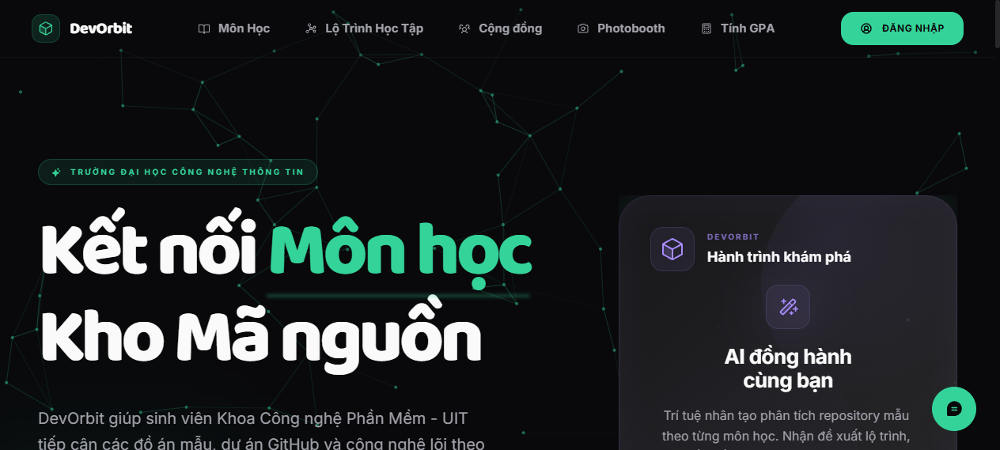 DevOrbit
Môn Học
Lộ Trình Học Tập
Cộng đồng
Photobooth
Tính GPA
ĐĂNG NHẬP
TRƯỜNG ĐẠI HỌC CÔNG NGHỆ THÔNG TIN
Kết nối Môn học
Kho Mã nguồn
DevOrbit giúp sinh viên Khoa Công nghệ Phần Mềm - UIT
tiếp cận các đồ án mẫu, dự án GitHub và công nghệ lõi theo
DEVORBIT
Hành trình khám phá
AI đồng hành
cùng bạn
Trí tuệ nhân tạo phân tích repository mẫu
theo từng môn học. Nhận đề xuất lộ trình,